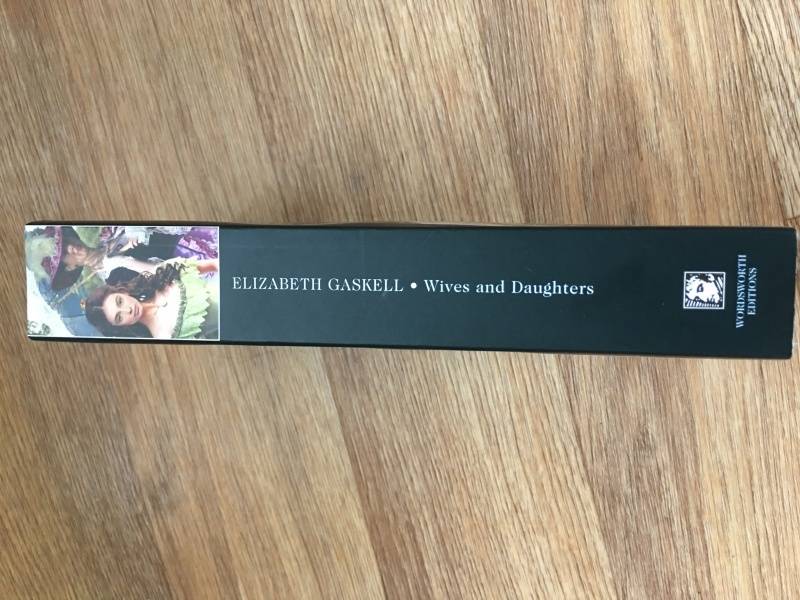 ELIZABETH GASKELL • Wives and Daughters
WORDSWORTH
EDITIONS